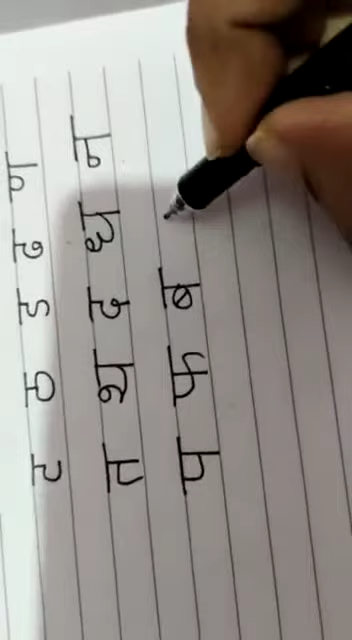 ट ठ ड ढ ण
त थ द ध न
प फ ब